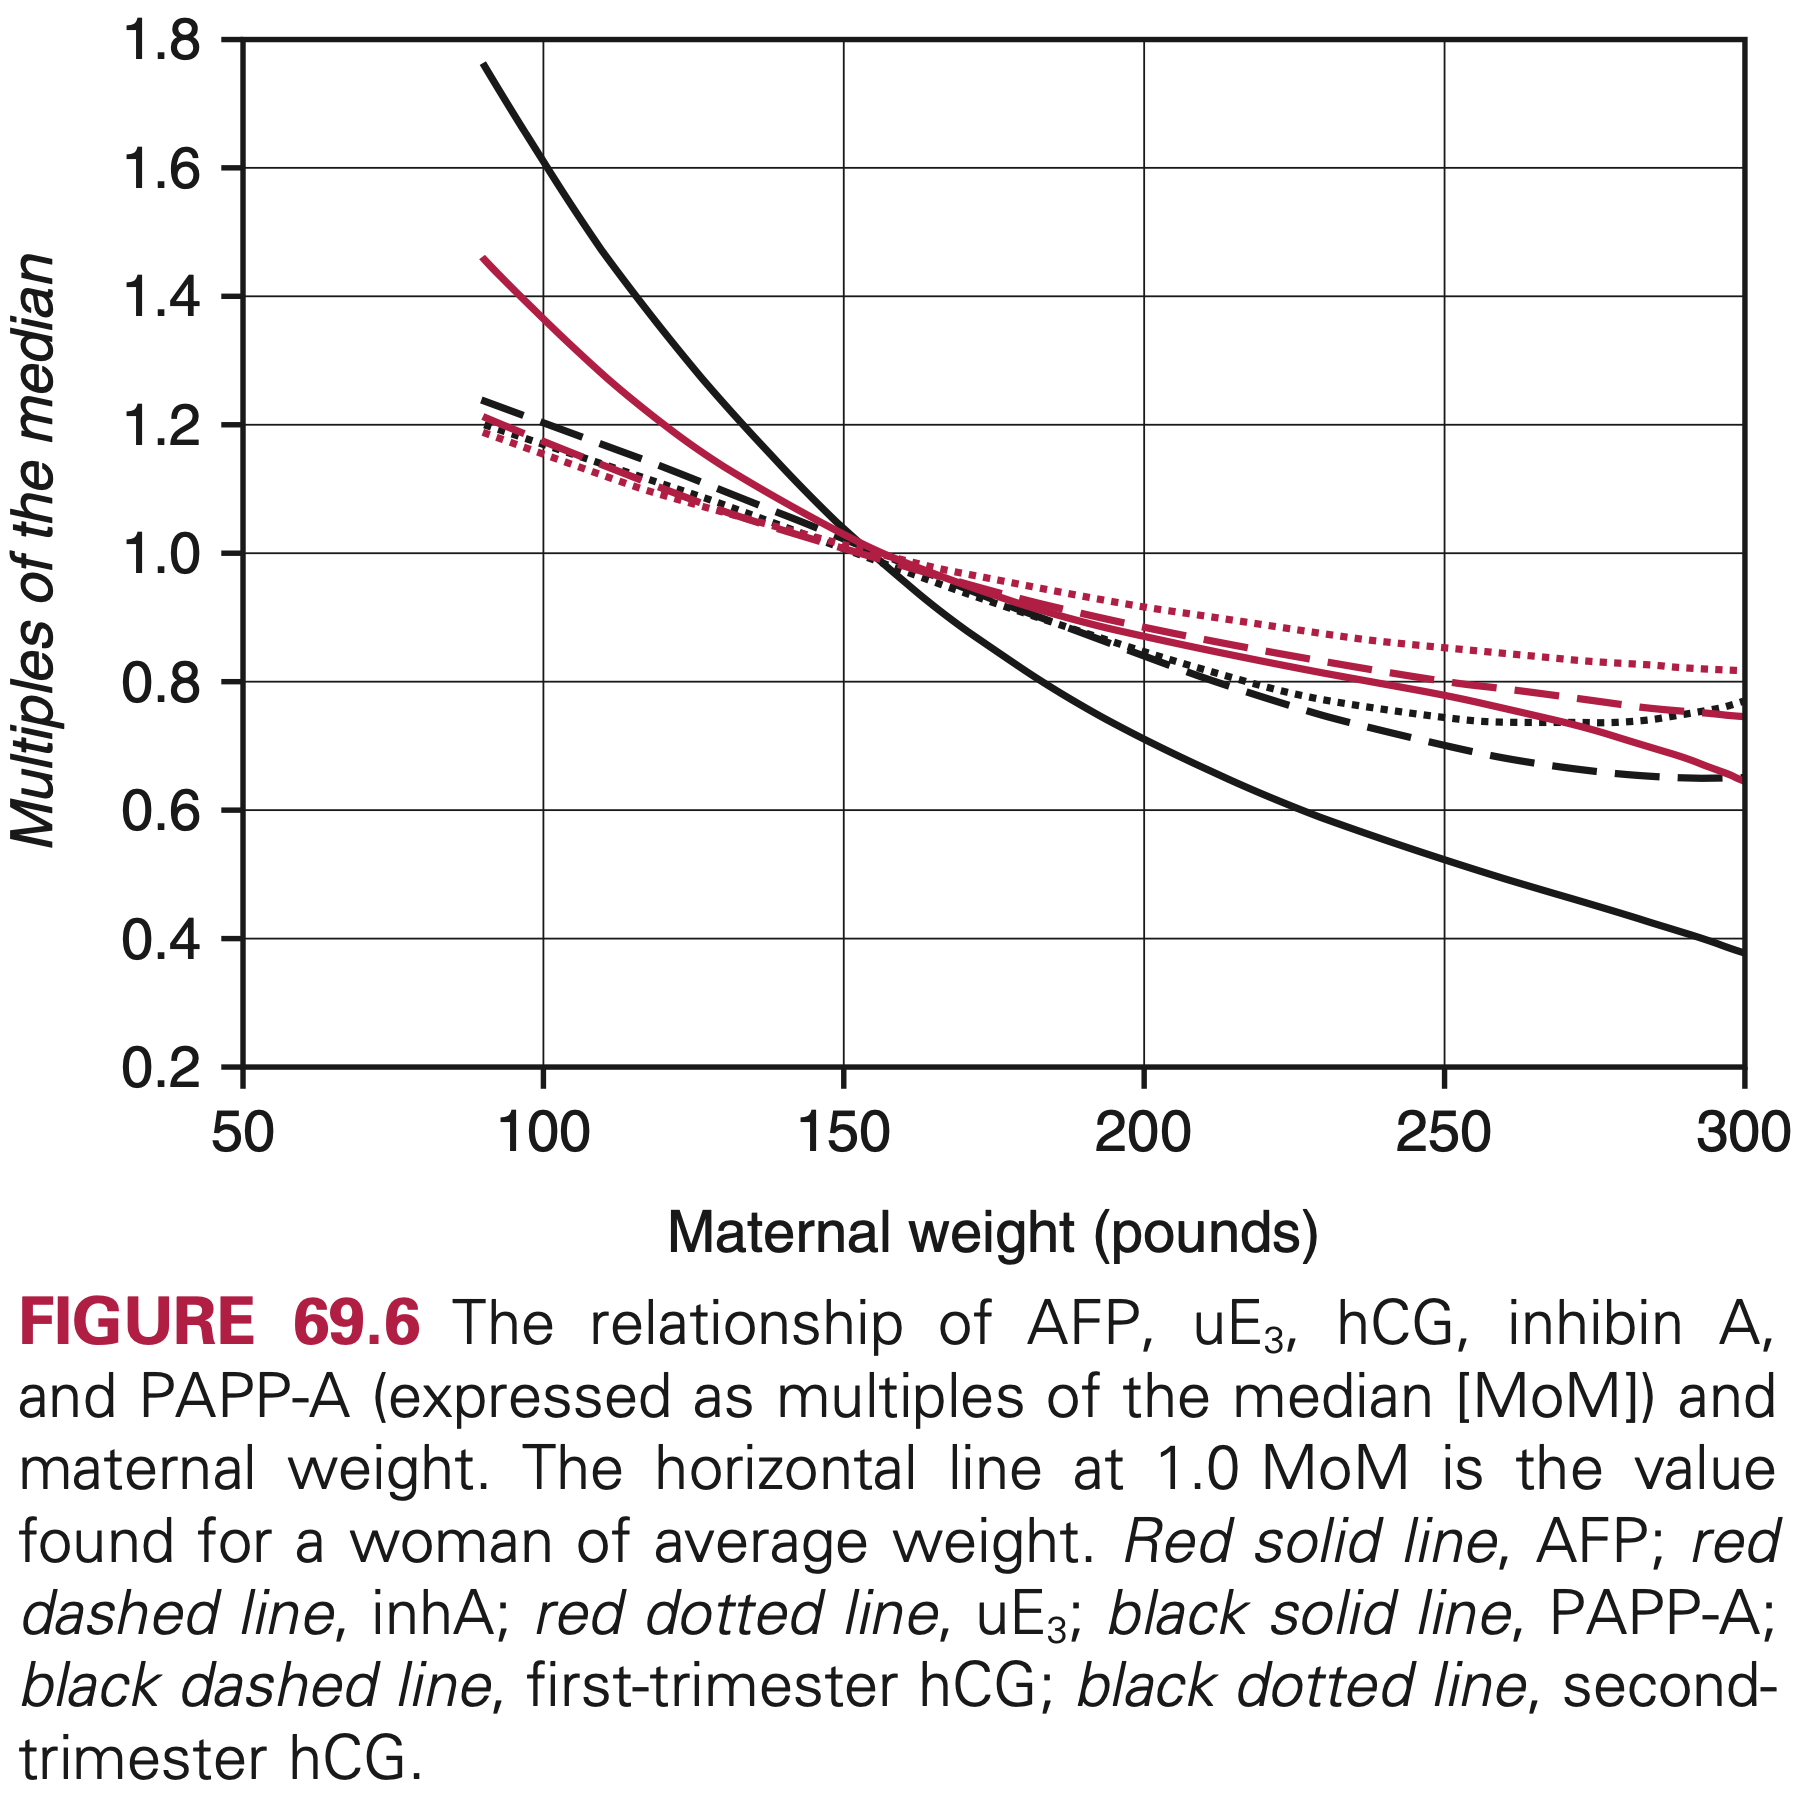 1.8
1.6
1.4
1.2
1.0
0.8
0.6
0.4
0.2
Multiples of the median
50 100 150 200 250 300
Maternal weight (pounds)
FIGURE 69.6 The relationship of AFP, uE₃, hCG, inhibin A,
and PAPP-A (expressed as multiples of the median [MoM]) and
maternal weight. The horizontal line at 1.0 MoM is the value
found for a woman of average weight. Red solid line, AFP; red
dashed line, inhA; red dotted line, uE₃; black solid line, PAPP-A;
black dashed line, first-trimester hCG; black dotted line, second-
trimester hCG.